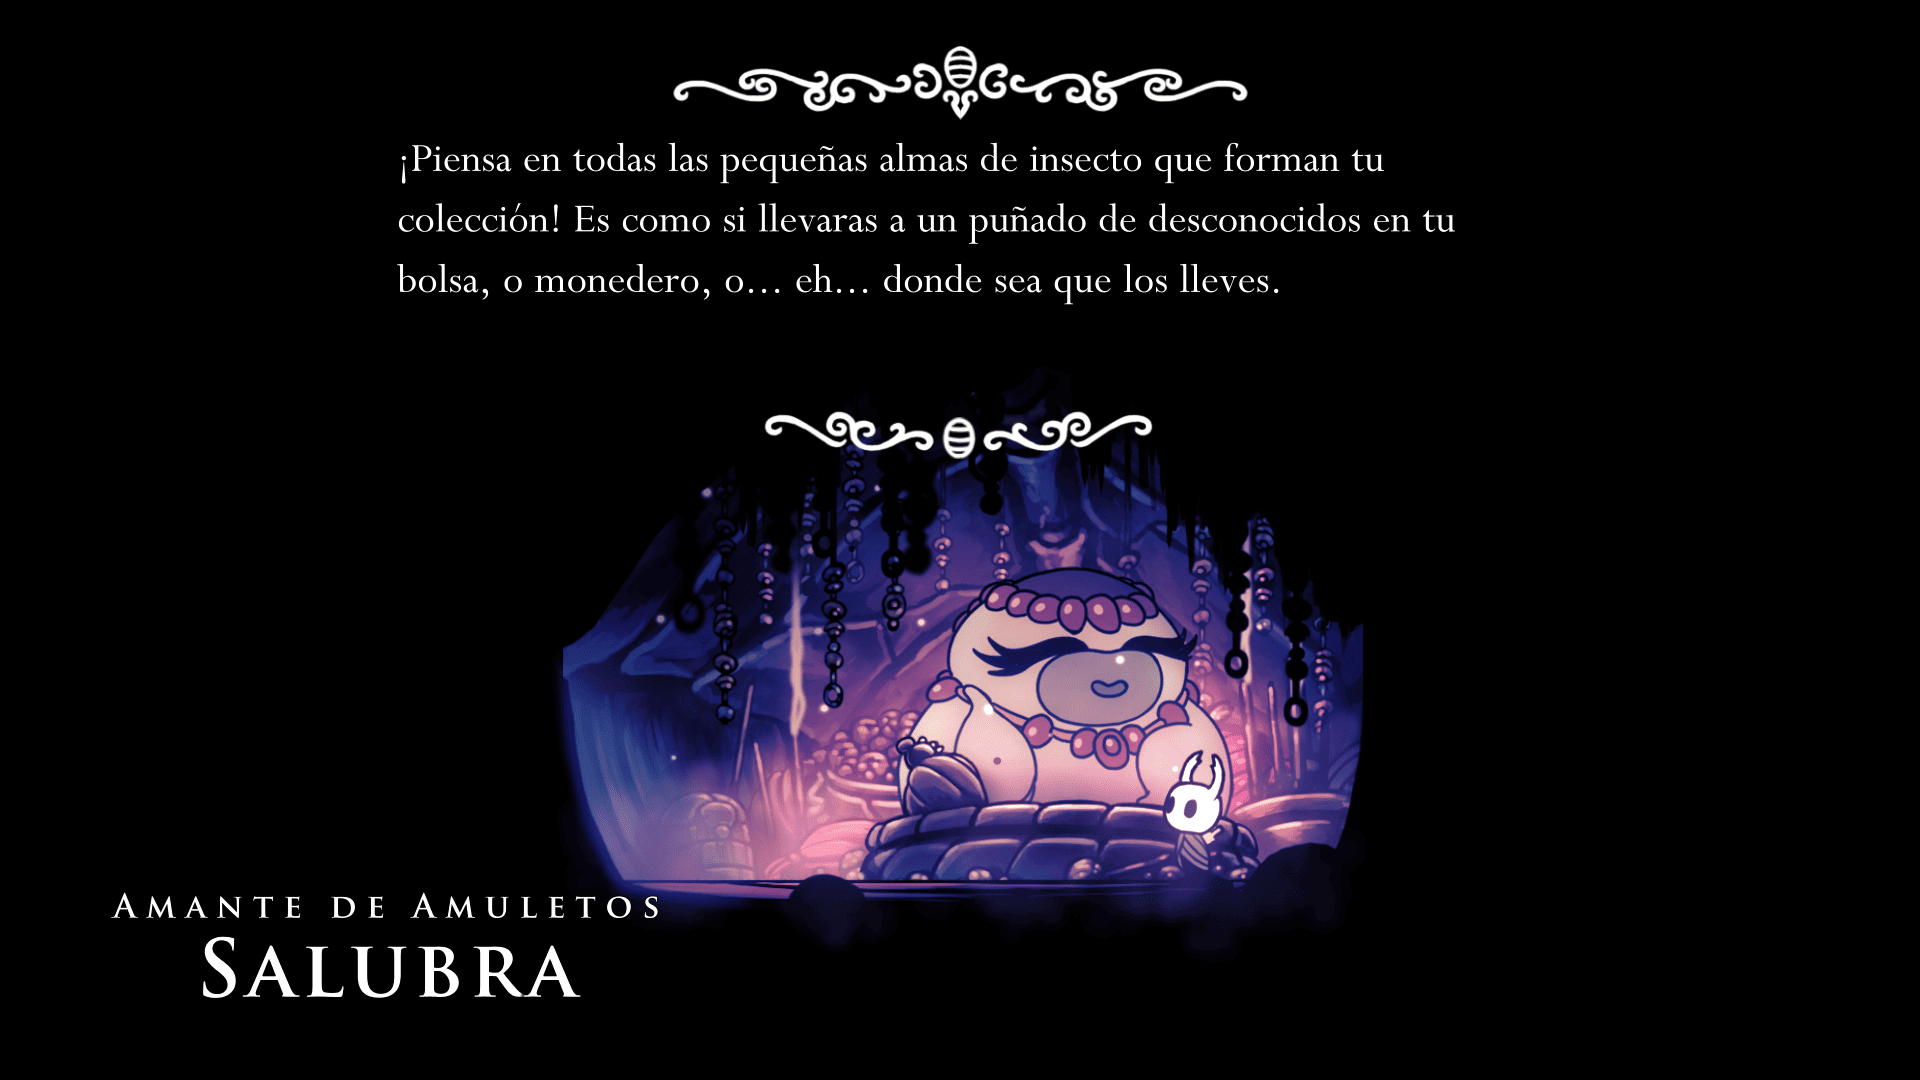 ¡Piensa en todas las pequeñas almas de insecto que forman tu
colección! Es como si llevaras a un puñado de desconocidos en tu
bolsa, o monedero, o... eh... donde sea que los lleves.
Amante de Amuletos
Salubra